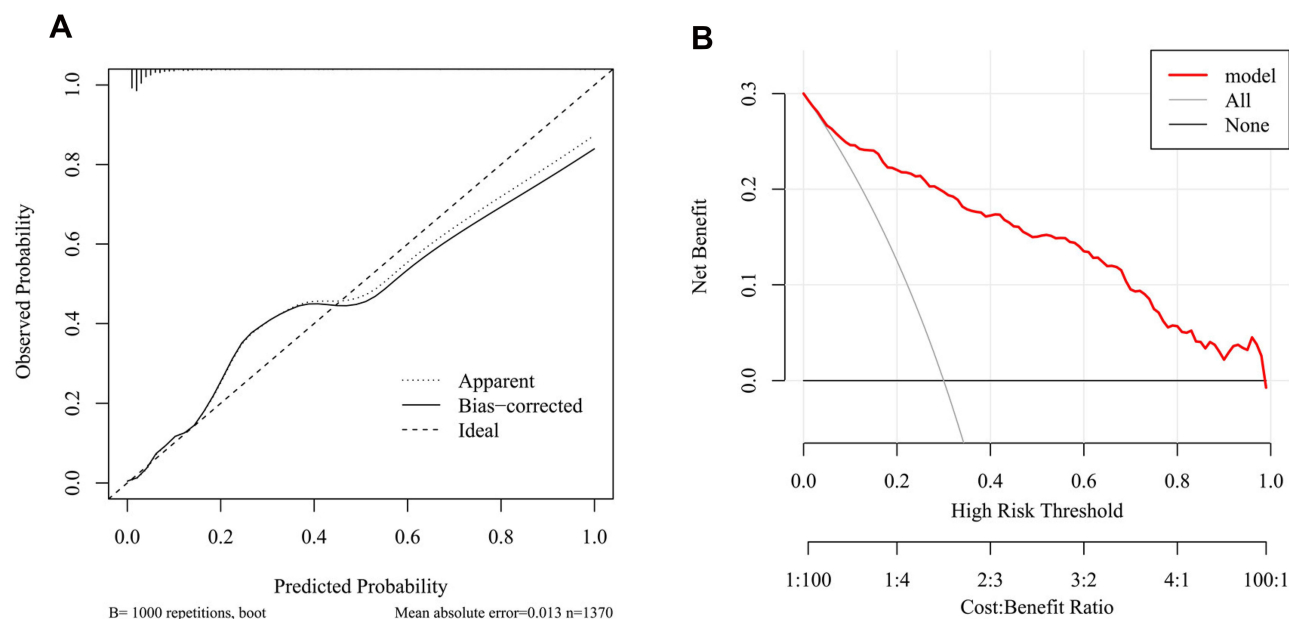 A
1.0
0.8
0.6
0.4
0.2
0.0
Observed Probability
Apparent
Bias−corrected
Ideal
0.0 0.2 0.4 0.6 0.8 1.0
Predicted Probability
B= 1000 repetitions, boot
Mean absolute error=0.013 n=1370
B
model
All
None
0.3
0.2
0.1
0.0
Net Benefit
0.0 0.2 0.4 0.6 0.8 1.0
High Risk Threshold
1:100 1:4 2:3 3:2 4:1 100:1
Cost:Benefit Ratio